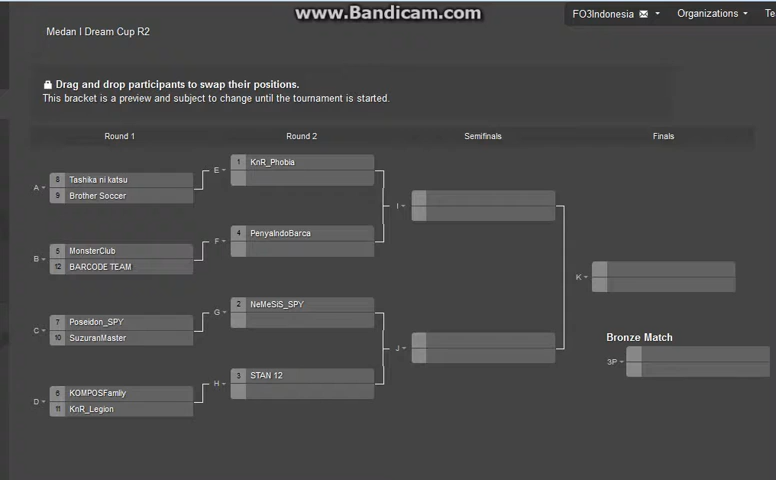 www.Bandicam.com
FO3Indonesia
Organizations
Te
Medan I Dream Cup R2
Drag and drop participants to swap their positions.
This bracket is a preview and subject to change until the tournament is started.
Round 1
Round 2
Semifinals
Finals
A
8 Tashika ni katsu
9 Brother Soccer
B
5 MonsterClub
12 BARCODE TEAM
C
7 Poseidon_SPY
10 SuzuranMaster
D
6 KOMPOSFamliy
11 KnR_Legion
E
1 KnR_Phobia
F
4 PenyaIndoBarca
G
2 NeMeSiS_SPY
H
3 STAN 12
I
J
K
Bronze Match
3P